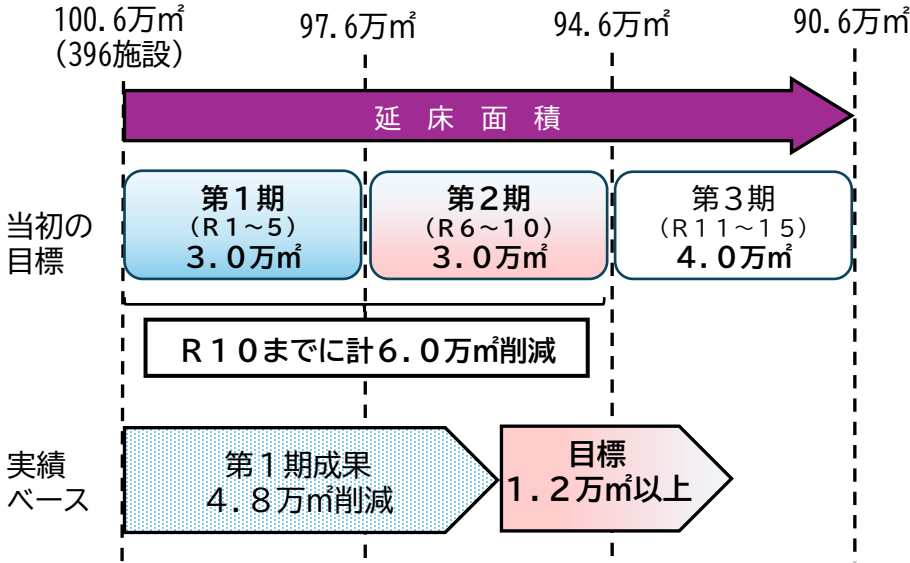 100.6万㎡
(396施設)
97.6万㎡
94.6万㎡
90.6万㎡
延床面積
当初の
目標
第1期
(R1~5)
3.0万㎡
第2期
(R6~10)
3.0万㎡
第3期
(R11~15)
4.0万㎡
R10までに計6.0万㎡削減
実績
ベース
第1期成果
4.8万㎡削減
目標
1.2万㎡以上